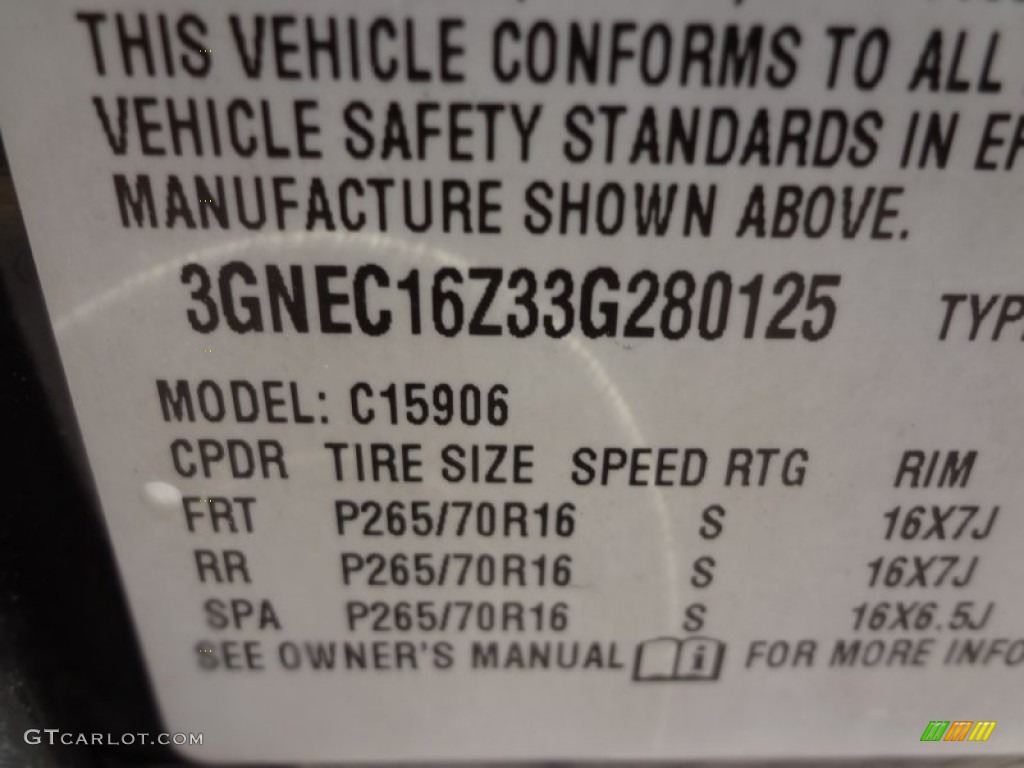 THIS VEHICLE CONFORMS TO ALL
VEHICLE SAFETY STANDARDS IN
MANUFACTURE SHOWN ABOVE.
3GNEC16Z33G280125
MODEL: C15906
CPDR TIRE SIZE SPEED RTG RIM
FRT P265/70R16 S 16X7J
RR P265/70R16 S 16X7J
SPA P265/70R16 S 16X6.5J
SEE OWNER'S MANUAL i FOR MORE
GTCARLOT.COM